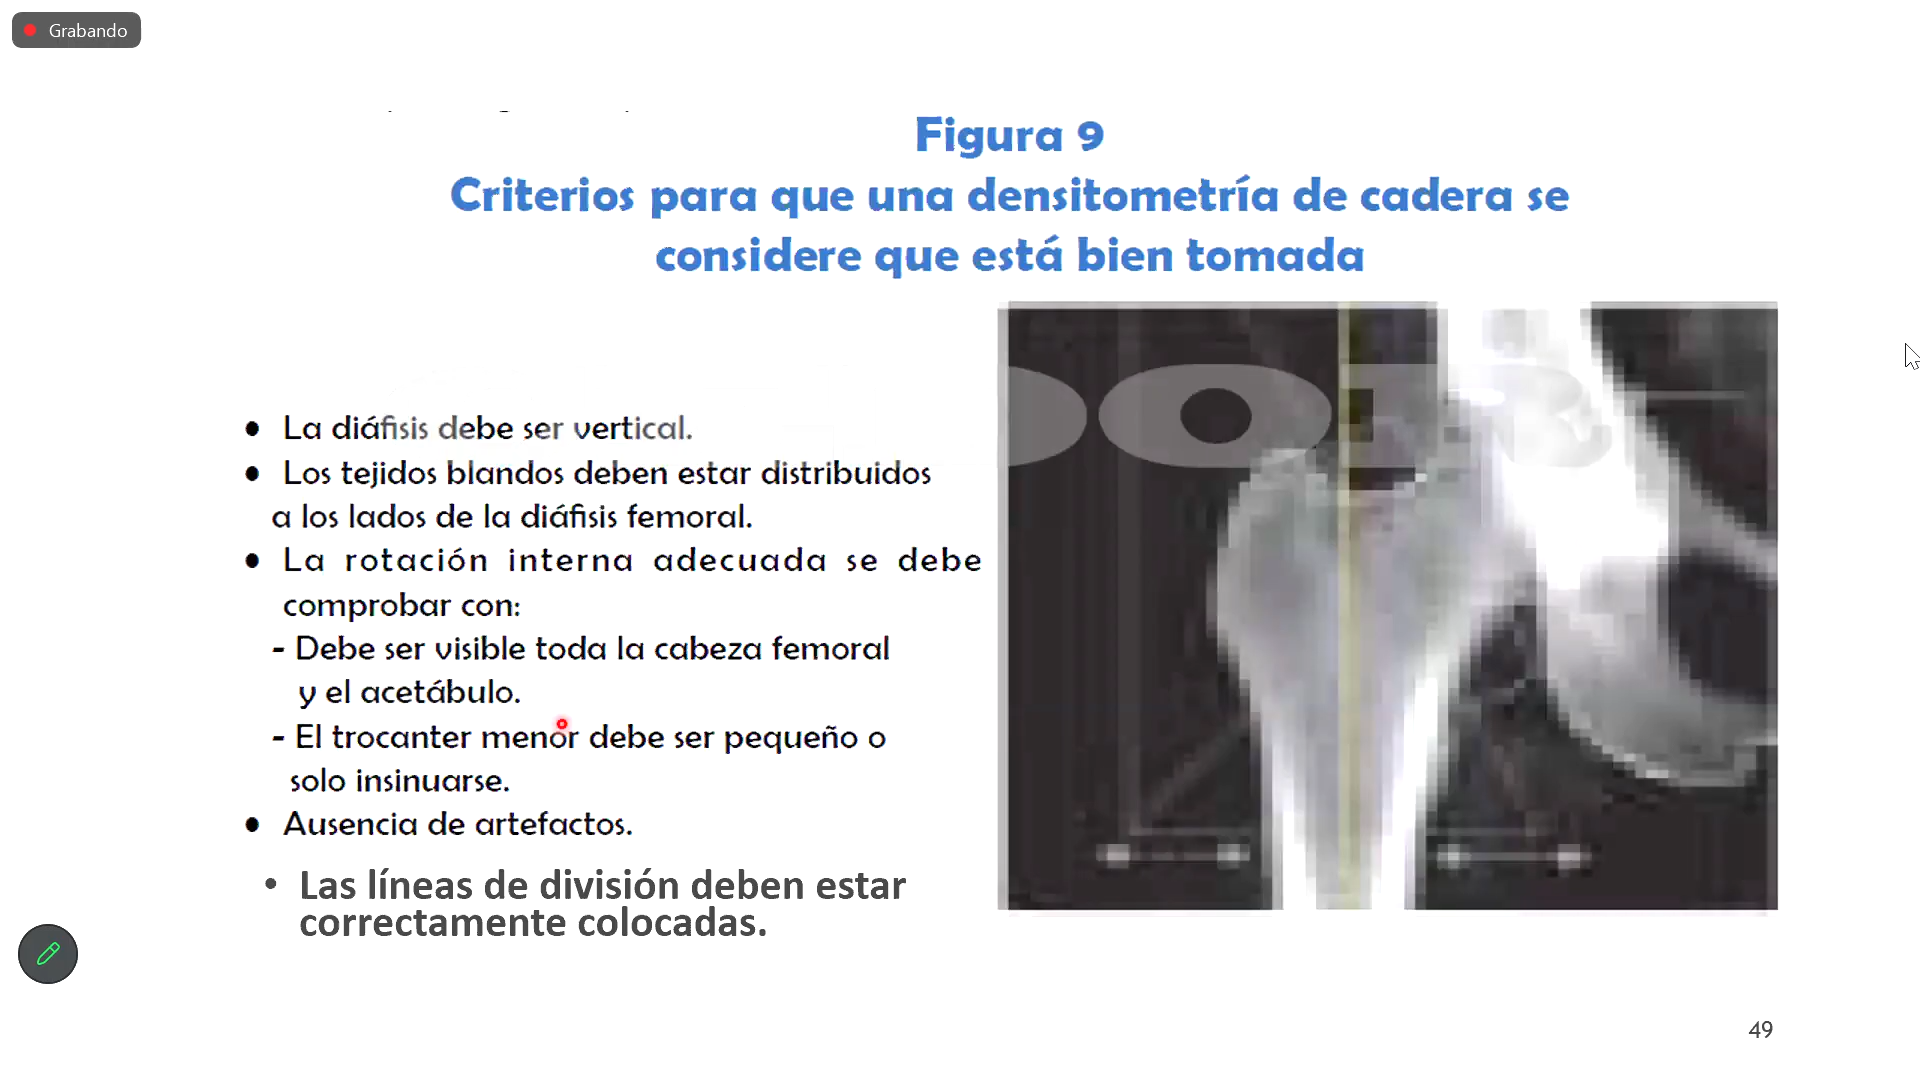 Grabando
Figura 9
Criterios para que una densitometría de cadera se
considere que está bien tomada
• La diáfisis debe ser vertical.
• Los tejidos blandos deben estar distribuidos
a los lados de la diáfisis femoral.
• La rotación interna adecuada se debe
comprobar con:
- Debe ser visible toda la cabeza femoral
y el acetábulo.
- El trocanter menor debe ser pequeño o
solo insinuarse.
• Ausencia de artefactos.
• Las líneas de división deben estar
correctamente colocadas.
49